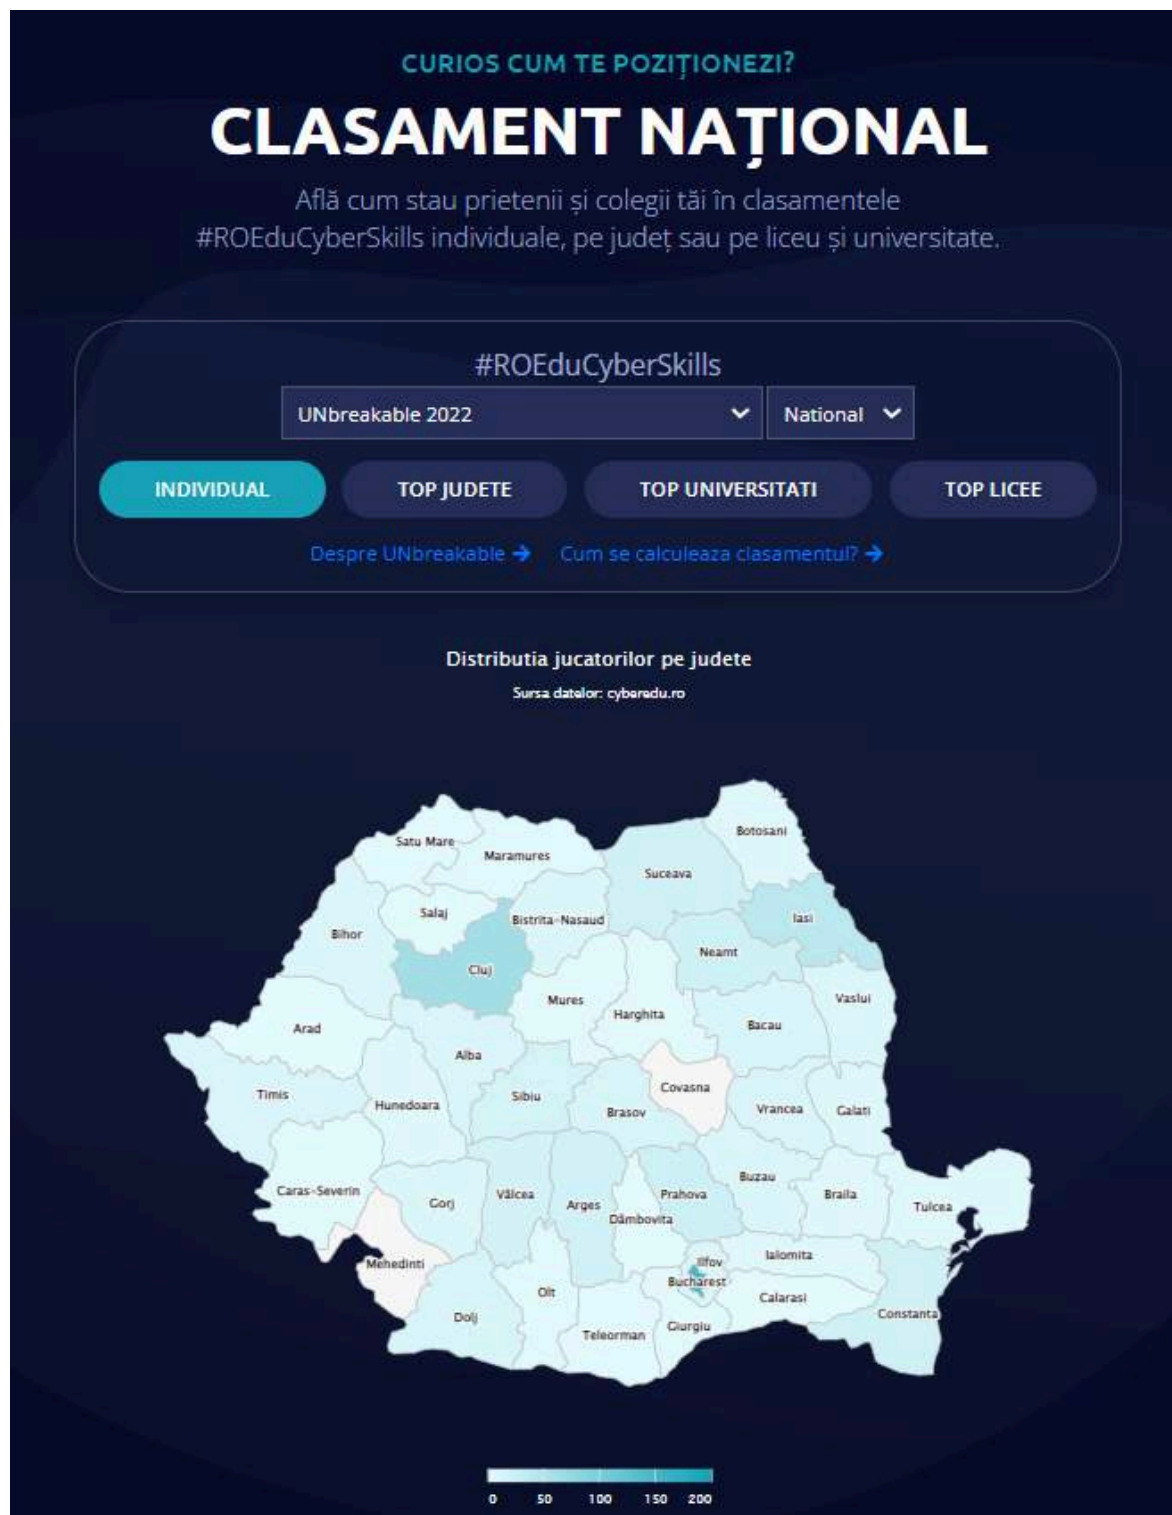 CURIOS CUM TE POZIȚIONEZI?
CLASAMENT NAȚIONAL
Află cum stau prietenii și colegii tăi în clasamentele
#ROEduCyberSkills individuale, pe județ sau pe liceu și universitate.
#ROEduCyberSkills
UNbreakable 2022 National
INDIVIDUAL TOP JUDETE TOP UNIVERSITATI TOP LICEE
Despre UNbreakable → Cum se calculeaza clasamentul? →
Distributia jucatorilor pe judete
Sursa datelor: cyberedu.ro
Botosani
Satu Mare
Maramures
Suceava
Salaj
Bistrita-Nasaud
Iasi
Bihor
Neamt
Cluj
Vaslui
Mures
Harghita
Bacau
Arad
Alba
Covasna
Timis
Sibiu
Hunedoara
Brasov
Vrancea
Galati
Buzau
Caras-Severin
Vâlcea
Prahova
Braila
Gorj
Arges
Tulcea
Dâmbovita
Ialomita
Mehedinti
Ilfov
Bucharest
Olt
Calarasi
Dolj
Constanta
Giurgiu
Teleorman
0 50 100 150 200